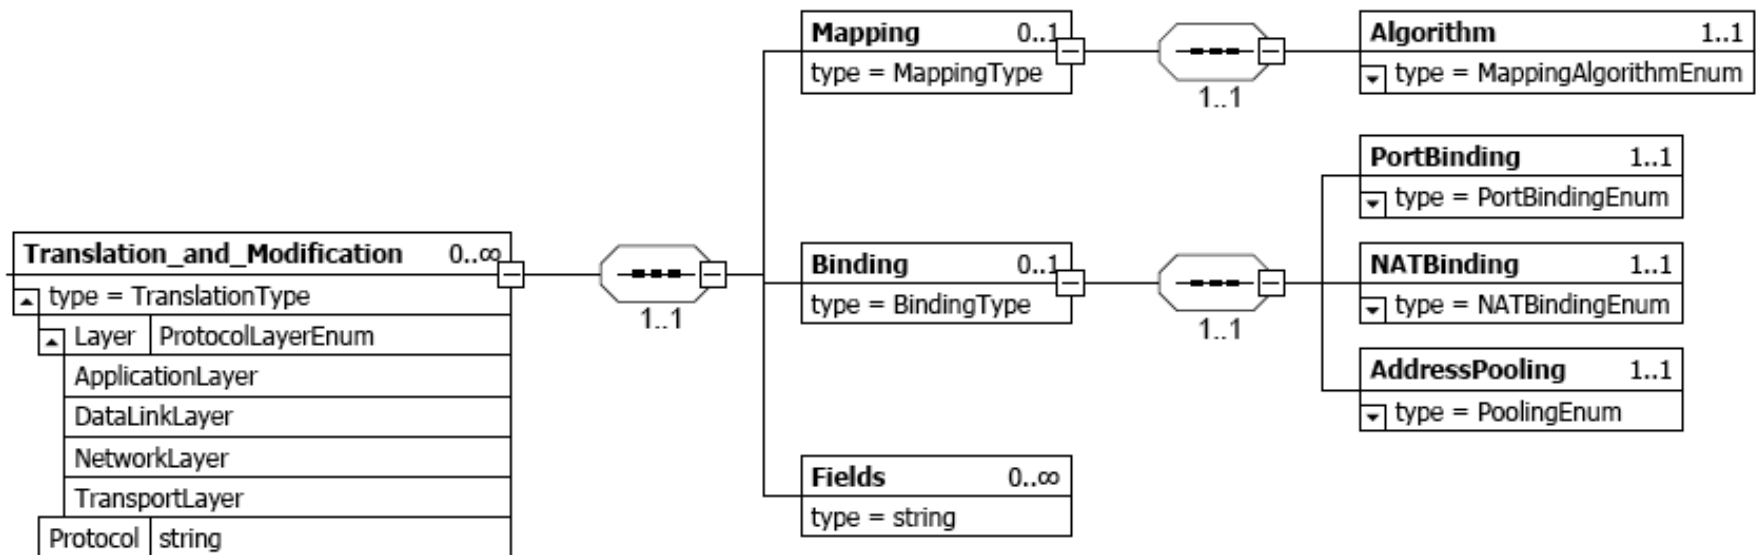 Mapping 0..1
type = MappingType
1..1
Algorithm 1..1
type = MappingAlgorithmEnum
PortBinding 1..1
type = PortBindingEnum
Translation_and_Modification 0..∞
type = TranslationType
Layer ProtocolLayerEnum
ApplicationLayer
DataLinkLayer
NetworkLayer
TransportLayer
Protocol string
1..1
Binding 0..1
type = BindingType
1..1
NATBinding 1..1
type = NATBindingEnum
AddressPooling 1..1
type = PoolingEnum
Fields 0..∞
type = string